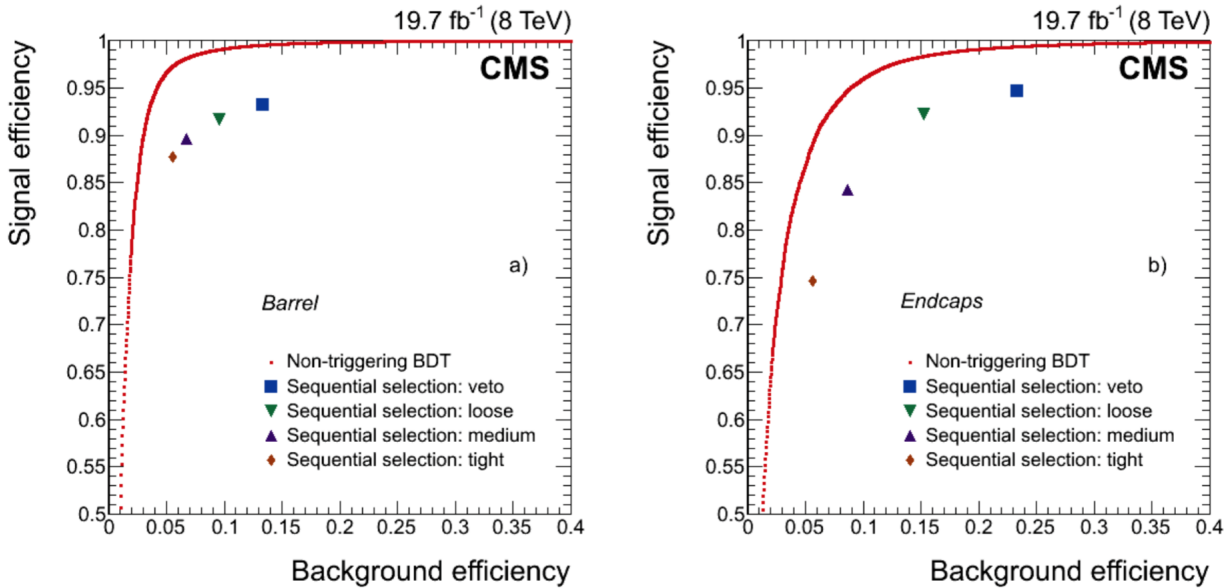 19.7 fb⁻¹ (8 TeV)
CMS
Signal efficiency
1
0.95
0.9
0.85
0.8
0.75
0.7
0.65
0.6
0.55
0.5
a)
Barrel
Non-triggering BDT
Sequential selection: veto
Sequential selection: loose
Sequential selection: medium
Sequential selection: tight
0 0.05 0.1 0.15 0.2 0.25 0.3 0.35 0.4
Background efficiency
19.7 fb⁻¹ (8 TeV)
CMS
Signal efficiency
1
0.95
0.9
0.85
0.8
0.75
0.7
0.65
0.6
0.55
0.5
b)
Endcaps
Non-triggering BDT
Sequential selection: veto
Sequential selection: loose
Sequential selection: medium
Sequential selection: tight
0 0.05 0.1 0.15 0.2 0.25 0.3 0.35 0.4
Background efficiency